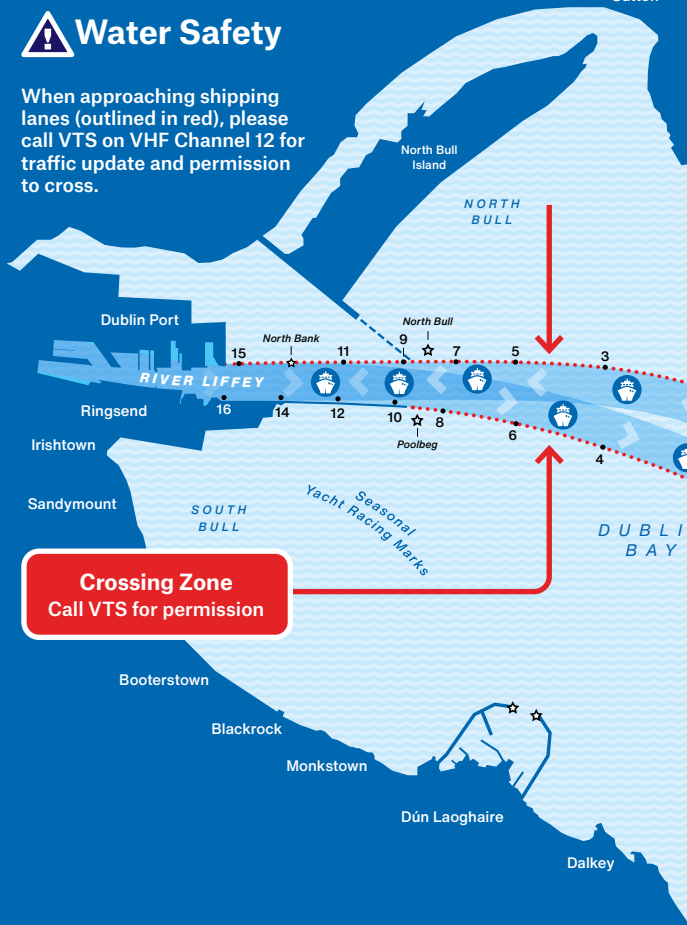 Water Safety
When approaching shipping
lanes (outlined in red), please
call VTS on VHF Channel 12 for
traffic update and permission
to cross.
North Bull
Island
NORTH
BULL
Dublin Port
North Bank
North Bull
15
11
9
7
5
3
RIVER LIFFEY
16
14
12
10
8
6
4
Poolbeg
Ringsend
Irishtown
Sandymount
SOUTH
BULL
Seasonal
Yacht Racing Marks
DUBLI
BAY
Crossing Zone
Call VTS for permission
Booterstown
Blackrock
Monkstown
Dún Laoghaire
Dalkey